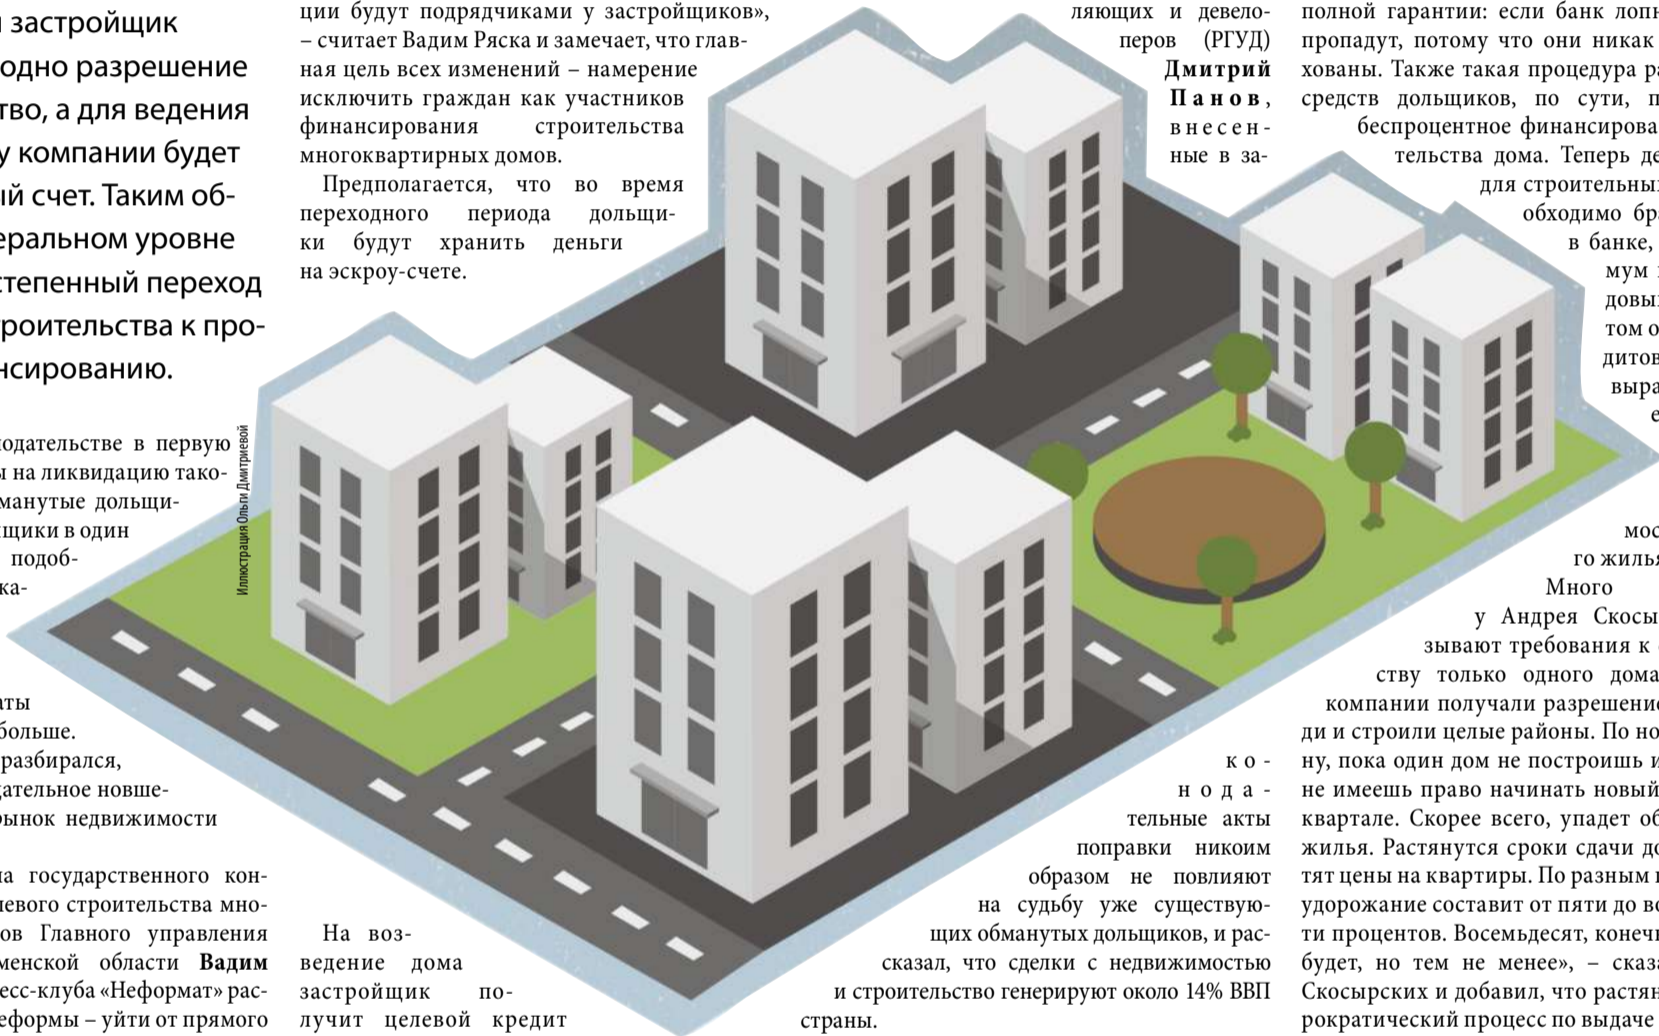 застройщик
одно разрешение
тво, а для ведения
у компании будет
ый счет. Таким об-
еральном уровне
степенный переход
роительства к про-
нсированию.
одательстве в первую
ы на ликвидацию тако-
манутые дольщи-
щики в один
подоб-
ка-
аты
больше.
разбирался,
дательное новше-
рынок недвижимости
на государственного кон-
левого строительства мно-
ов Главного управления
менской области Вадим
есс-клуба «Неформат» рас-
еформы – уйти от прямого
Иллюстрация Ольги Дмитриевой
ции будут подрядчиками у застройщиков»,
– считает Вадим Ряска и замечает, что глав-
ная цель всех изменений – намерение
исключить граждан как участников
финансирования строительства
многоквартирных домов.
Предполагается, что во время
переходного периода дольщи-
ки будут хранить деньги
на эскроу-счете.
На воз-
ведение дома
застройщик по-
лучит целевой кредит
ляющих и девело-
перов (РГУД)
Дмитрий
Панов,
внесен-
ные в за-
ко-
нода-
тельные акты
поправки никоим
образом не повлияют
на судьбу уже существую-
щих обманутых дольщиков, и рас-
сказал, что сделки с недвижимостью
и строительство генерируют около 14% ВВП
страны.
полной гарантии: если банк лопн
пропадут, потому что они никак
хованы. Также такая процедура ра
средств дольщиков, по сути, п
беспроцентное финансирова
тельства дома. Теперь де
для строительны
обходимо бра
в банке,
мум
довы
том о
дитов
выра
е
мос
го жилья
Много
у Андрея Скосы
зывают требования к
ству только одного дома
компании получали разрешение
ди и строили целые районы. По но
ну, пока один дом не построишь и
не имеешь право начинать новый
квартале. Скорее всего, упадет об
жилья. Растянутся сроки сдачи до
тят цены на квартиры. По разным
удорожание составит от пяти до во
ти процентов. Восемьдесят, конечн
будет, но тем не менее», – сказа
Скосырских и добавил, что растян
рократический процесс по выдаче